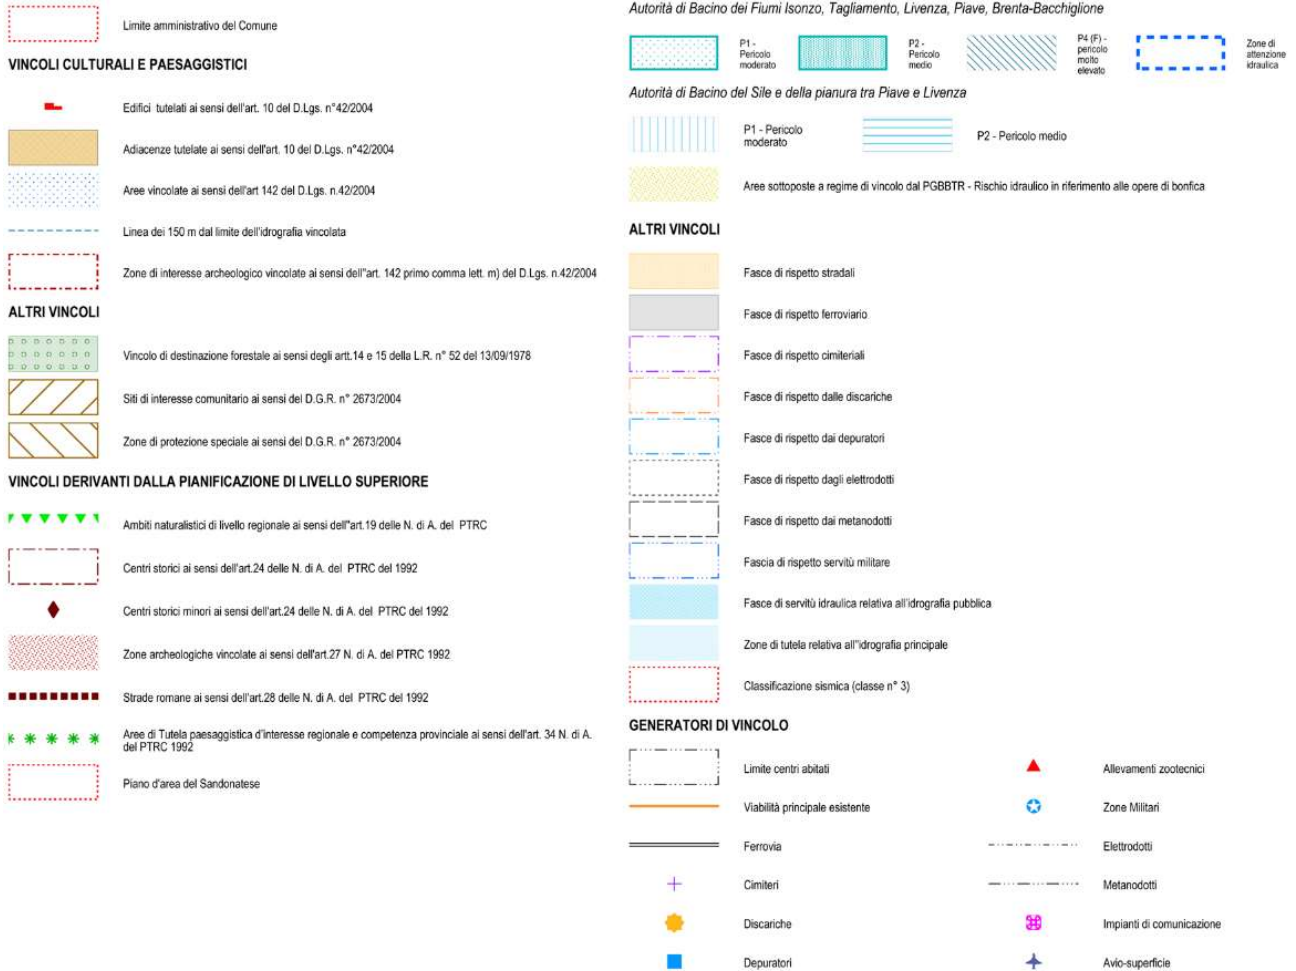 Limite amministrativo del Comune
VINCOLI CULTURALI E PAESAGGISTICI
Edifici tutelati ai sensi dell'art. 10 del D.Lgs. n°42/2004
Adiacenze tutelate ai sensi dell'art. 10 del D.Lgs. n°42/2004
Aree vincolate ai sensi dell'art 142 del D.Lgs. n.42/2004
Linea dei 150 m dal limite dell'idrografia vincolata
Zone di interesse archeologico vincolate ai sensi dell"art. 142 primo comma lett. m) del D.Lgs. n.42/2004
ALTRI VINCOLI
Vincolo di destinazione forestale ai sensi degli artt.14 e 15 della L.R. n° 52 del 13/09/1978
Siti di interesse comunitario ai sensi del D.G.R. n° 2673/2004
Zone di protezione speciale ai sensi del D.G.R. n° 2673/2004
VINCOLI DERIVANTI DALLA PIANIFICAZIONE DI LIVELLO SUPERIORE
Ambiti naturalistici di livello regionale ai sensi dell"art.19 delle N. di A. del PTRC
Centri storici ai sensi dell'art.24 delle N. di A. del PTRC del 1992
Centri storici minori ai sensi dell'art.24 delle N. di A. del PTRC del 1992
Zone archeologiche vincolate ai sensi dell'art.27 N. di A. del PTRC 1992
Strade romane ai sensi dell'art.28 delle N. di A. del PTRC del 1992
Aree di Tutela paesaggistica d'interesse regionale e competenza provinciale ai sensi dell'art. 34 N. di A.
del PTRC 1992
Piano d'area del Sandonatese
Autorità di Bacino dei Fiumi Isonzo, Tagliamento, Livenza, Piave, Brenta-Bacchiglione
P1 -
Pericolo
moderato
P2 -
Pericolo
medio
P4 (F) -
pericolo
molto
elevato
Zone di
attenzione
idraulica
Autorità di Bacino del Sile e della pianura tra Piave e Livenza
P1 - Pericolo
moderato
P2 - Pericolo medio
Aree sottoposte a regime di vincolo dal PGBBTR - Rischio idraulico in riferimento alle opere di bonfica
ALTRI VINCOLI
Fasce di rispetto stradali
Fasce di rispetto ferroviario
Fasce di rispetto cimiteriali
Fasce di rispetto dalle discariche
Fasce di rispetto dai depuratori
Fasce di rispetto dagli elettrodotti
Fasce di rispetto dai metanodotti
Fascia di rispetto servitù militare
Fasce di servitù idraulica relativa all'idrografia pubblica
Zone di tutela relativa all"idrografia principale
Classificazione sismica (classe n° 3)
GENERATORI DI VINCOLO
Limite centri abitati
Allevamenti zootecnici
Viabilità principale esistente
Zone Militari
Ferrovia
Elettrodotti
Cimiteri
Metanodotti
Discariche
Impianti di comunicazione
Depuratori
Avio-superficie